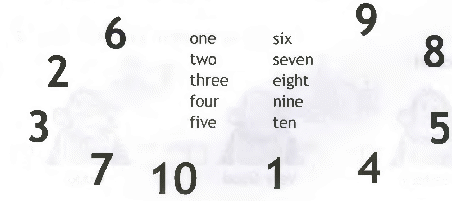 6
9
8
2
3
7
10
1
4
5
one
two
three
four
five
six
seven
eight
nine
ten